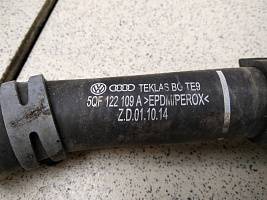 TEKLAS BG TE9
5QF 122 109 A >EPDM/PEROX<
Z.D.01.10.14